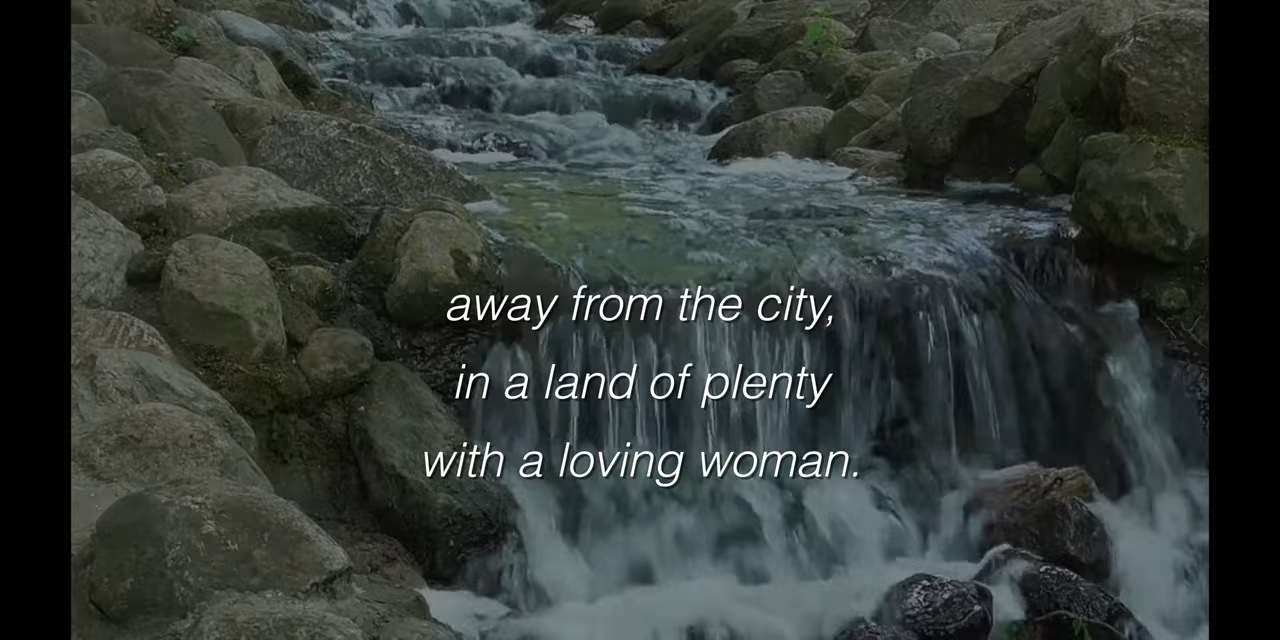 away from the city,
in a land of plenty
with a loving woman.